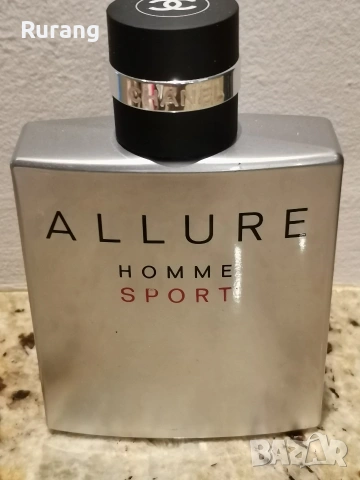 Rurang
CHANEL
ALLURE
HOMME
SPORT
BAZAR